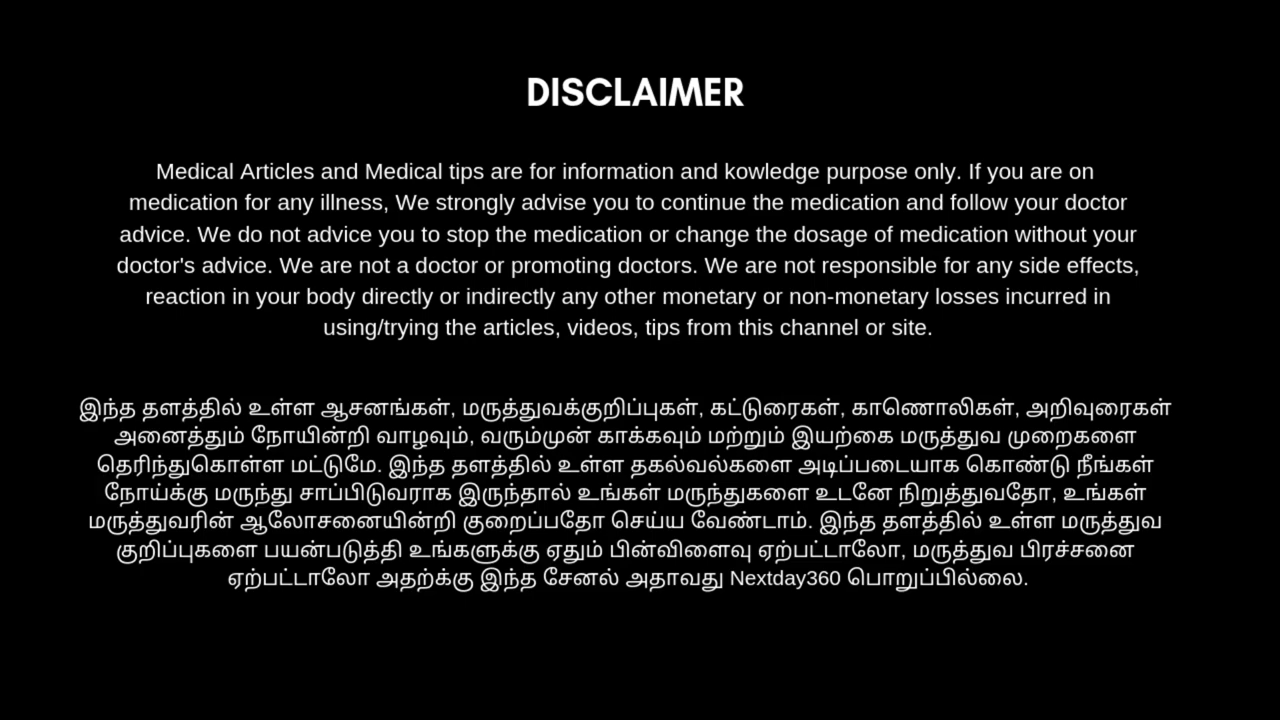 DISCLAIMER
Medical Articles and Medical tips are for information and kowledge purpose only. If you are on
medication for any illness, We strongly advise you to continue the medication and follow your doctor
advice. We do not advice you to stop the medication or change the dosage of medication without your
doctor's advice. We are not a doctor or promoting doctors. We are not responsible for any side effects,
reaction in your body directly or indirectly any other monetary or non-monetary losses incurred in
using/trying the articles, videos, tips from this channel or site.
இந்த தளத்தில் உள்ள ஆசனங்கள், மருத்துவக்குறிப்புகள், கட்டுரைகள், காணொலிகள், அறிவுரைகள்
அனைத்தும் நோயின்றி வாழவும், வரும்முன் காக்கவும் மற்றும் இயற்கை மருத்துவ முறைகளை
தெரிந்துகொள்ள மட்டுமே. இந்த தளத்தில் உள்ள தகல்வல்களை அடிப்படையாக கொண்டு நீங்கள்
நோய்க்கு மருந்து சாப்பிடுவராக இருந்தால் உங்கள் மருந்துகளை உடனே நிறுத்துவதோ, உங்கள்
மருத்துவரின் ஆலோசனையின்றி குறைப்பதோ செய்ய வேண்டாம். இந்த தளத்தில் உள்ள மருத்துவ
குறிப்புகளை பயன்படுத்தி உங்களுக்கு ஏதும் பின்விளைவு ஏற்பட்டாலோ, மருத்துவ பிரச்சனை
ஏற்பட்டாலோ அதற்க்கு இந்த சேனல் அதாவது Nextday360 பொறுப்பில்லை.